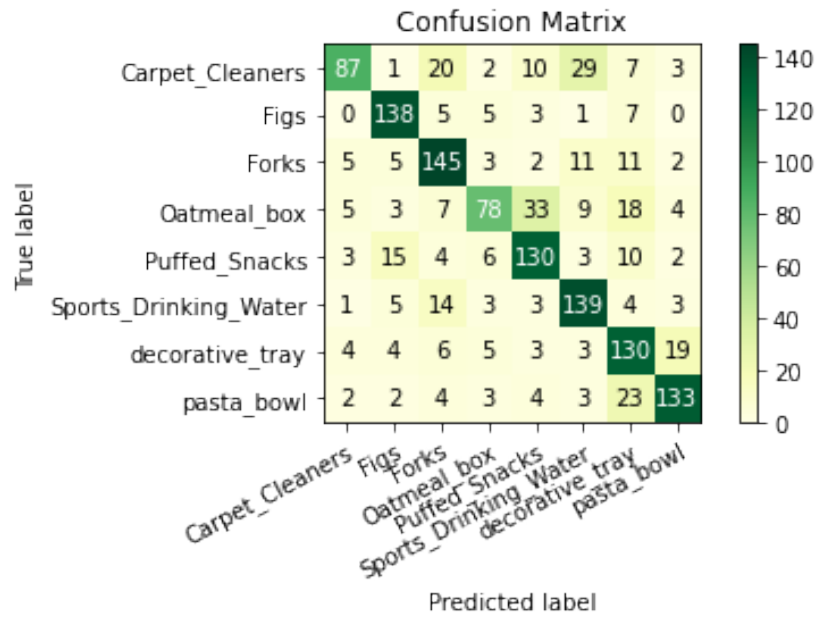 Confusion Matrix
Carpet_Cleaners 87 1 20 2 10 29 7 3
Figs 0 138 5 5 3 1 7 0
Forks 5 5 145 3 2 11 11 2
Oatmeal_box 5 3 7 78 33 9 18 4
Puffed_Snacks 3 15 4 6 130 3 10 2
Sports_Drinking_Water 1 5 14 3 3 139 4 3
decorative_tray 4 4 6 5 3 3 130 19
pasta_bowl 2 2 4 3 4 3 23 133
True label
Carpet_Cleaners
Figs
Forks
Oatmeal_box
Puffed_Snacks
Sports_Drinking_Water
decorative_tray
pasta_bowl
Predicted label
140
120
100
80
60
40
20
0